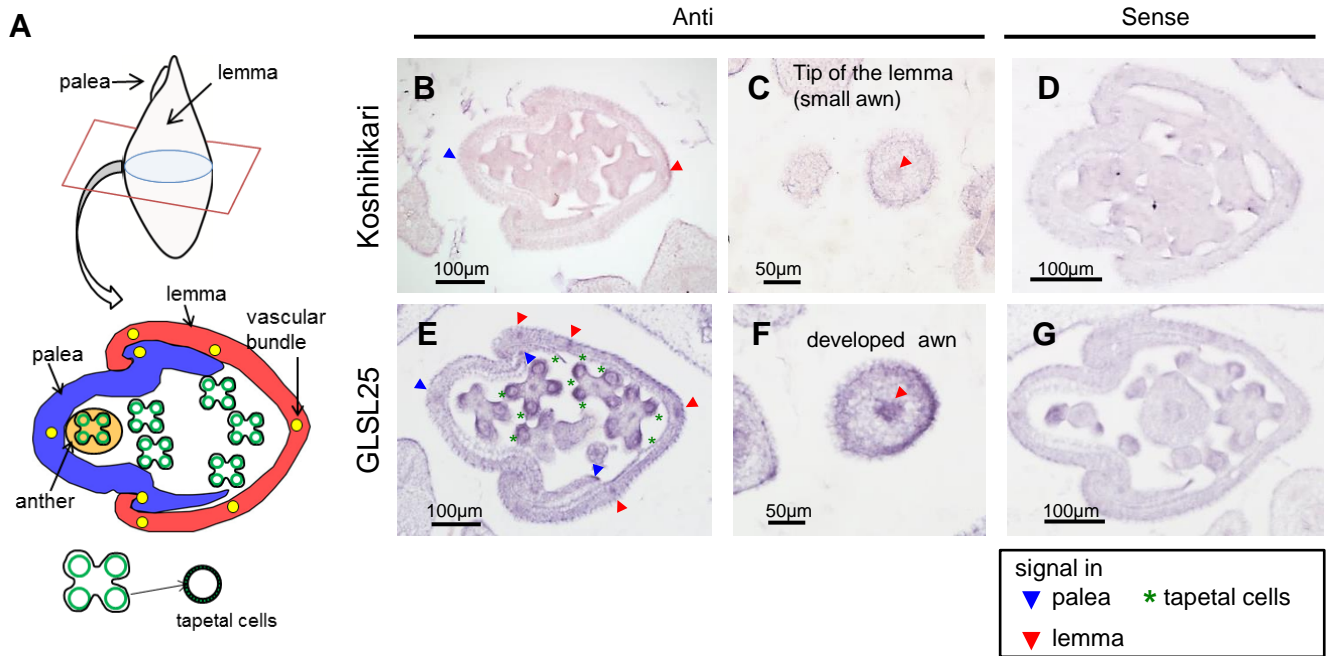 A
Anti
Sense
palea
lemma
Koshihikari
B
C
Tip of the lemma
(small awn)
D
100µm
50µm
100µm
lemma
vascular
bundle
palea
anther
tapetal cells
GLSL25
E
* * * * * * * * * * *
F
developed awn
G
100µm
50µm
100µm
signal in
palea
* tapetal cells
lemma